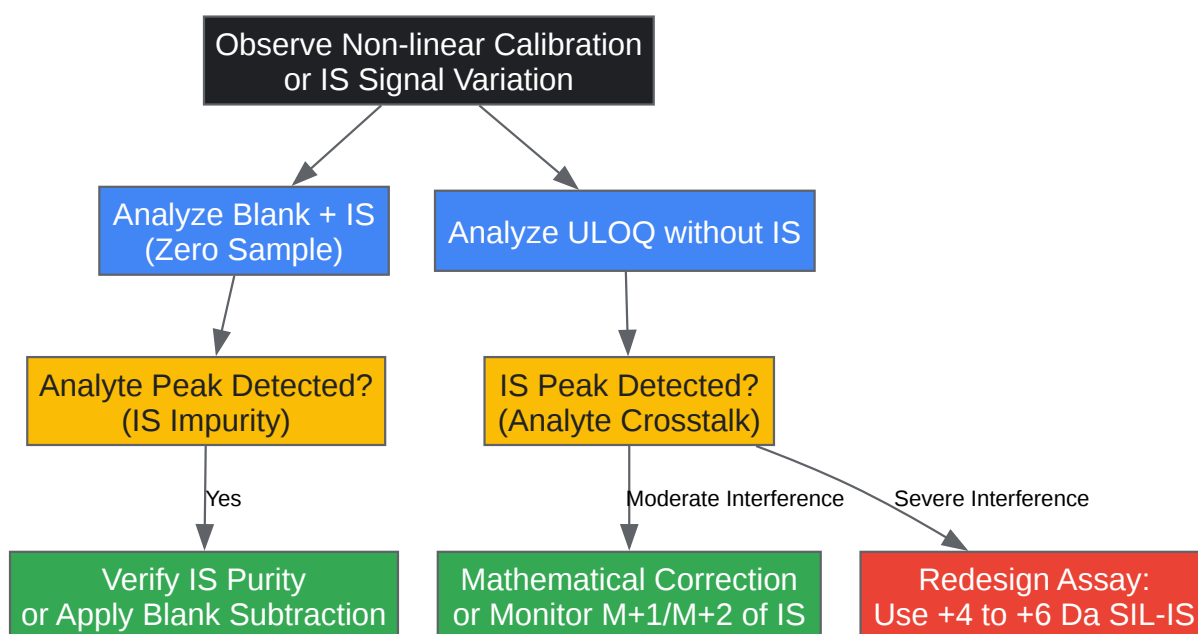 Observe Non-linear Calibration
or IS Signal Variation
Analyze Blank + IS
(Zero Sample)
Analyze ULOQ without IS
Analyte Peak Detected?
(IS Impurity)
IS Peak Detected?
(Analyte Crosstalk)
Yes
Moderate Interference
Severe Interference
Verify IS Purity
or Apply Blank Subtraction
Mathematical Correction
or Monitor M+1/M+2 of IS
Redesign Assay:
Use +4 to +6 Da SIL-IS